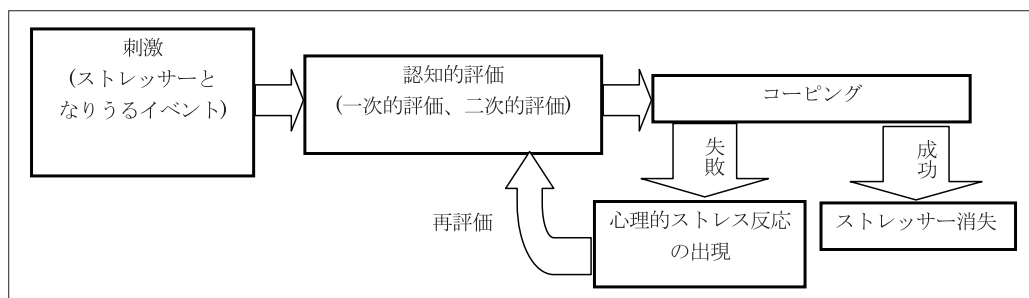 刺激
(ストレッサーと
なりうるイベント)
認知的評価
(一次的評価、二次的評価)
コーピング
失敗
成功
再評価
心理的ストレス反応
の出現
ストレッサー消失